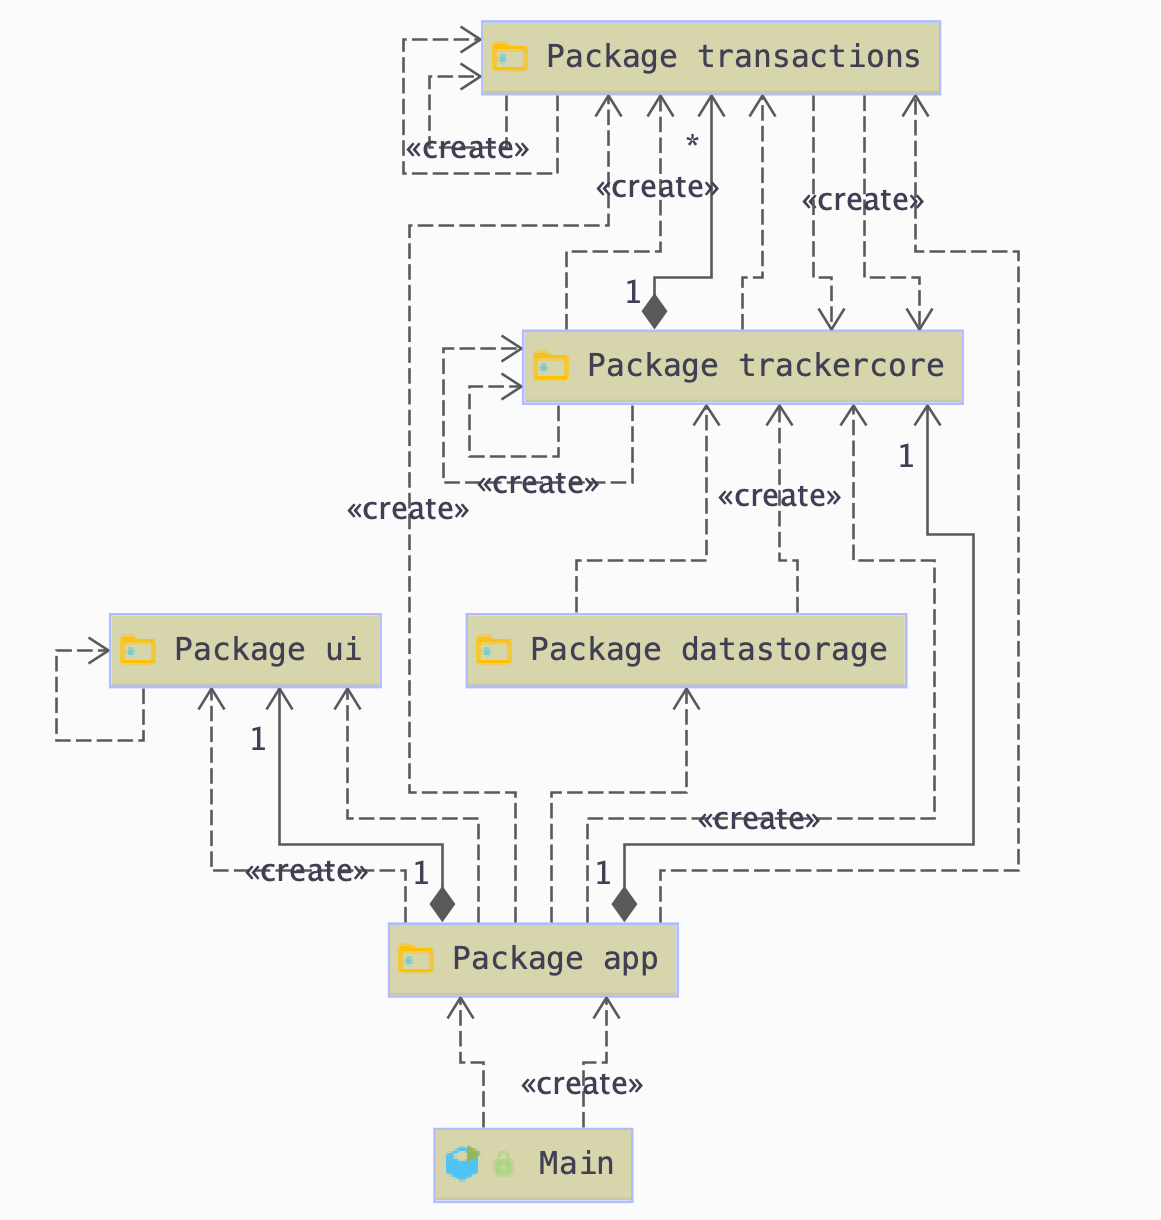 Package transactions
«create»
*
«create»
«create»
1
Package trackercore
1
«create»
«create»
«create»
Package ui
Package datastorage
1
«create»
«create»
1
1
Package app
«create»
Main